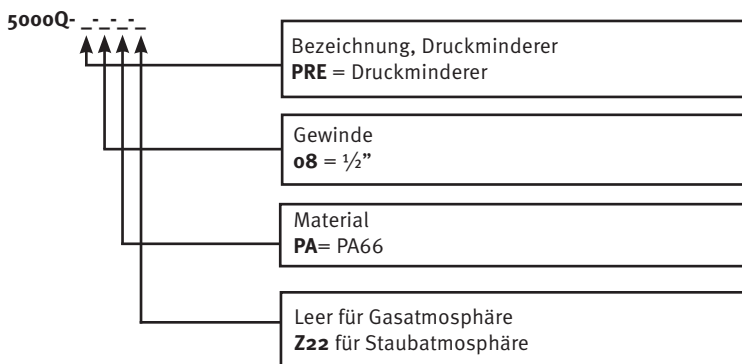 5000Q- _-_-_-_
Bezeichnung, Druckminderer
PRE = Druckminderer
Gewinde
08 = ½”
Material
PA= PA66
Leer für Gasatmosphäre
Z22 für Staubatmosphäre